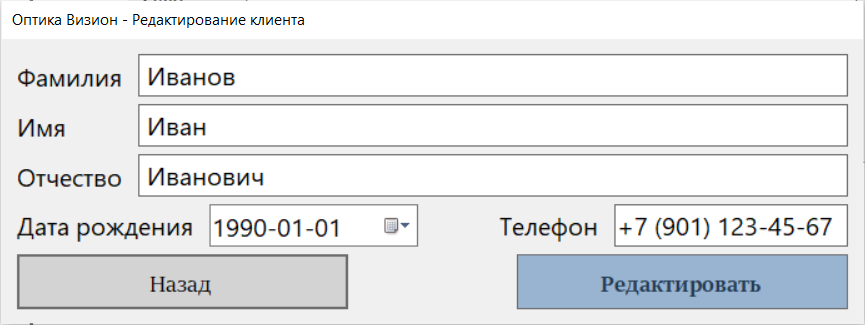 Оптика Визион - Редактирование клиента
Фамилия Иванов
Имя Иван
Отчество Иванович
Дата рождения 1990-01-01 Телефон +7 (901) 123-45-67
Назад Редактировать